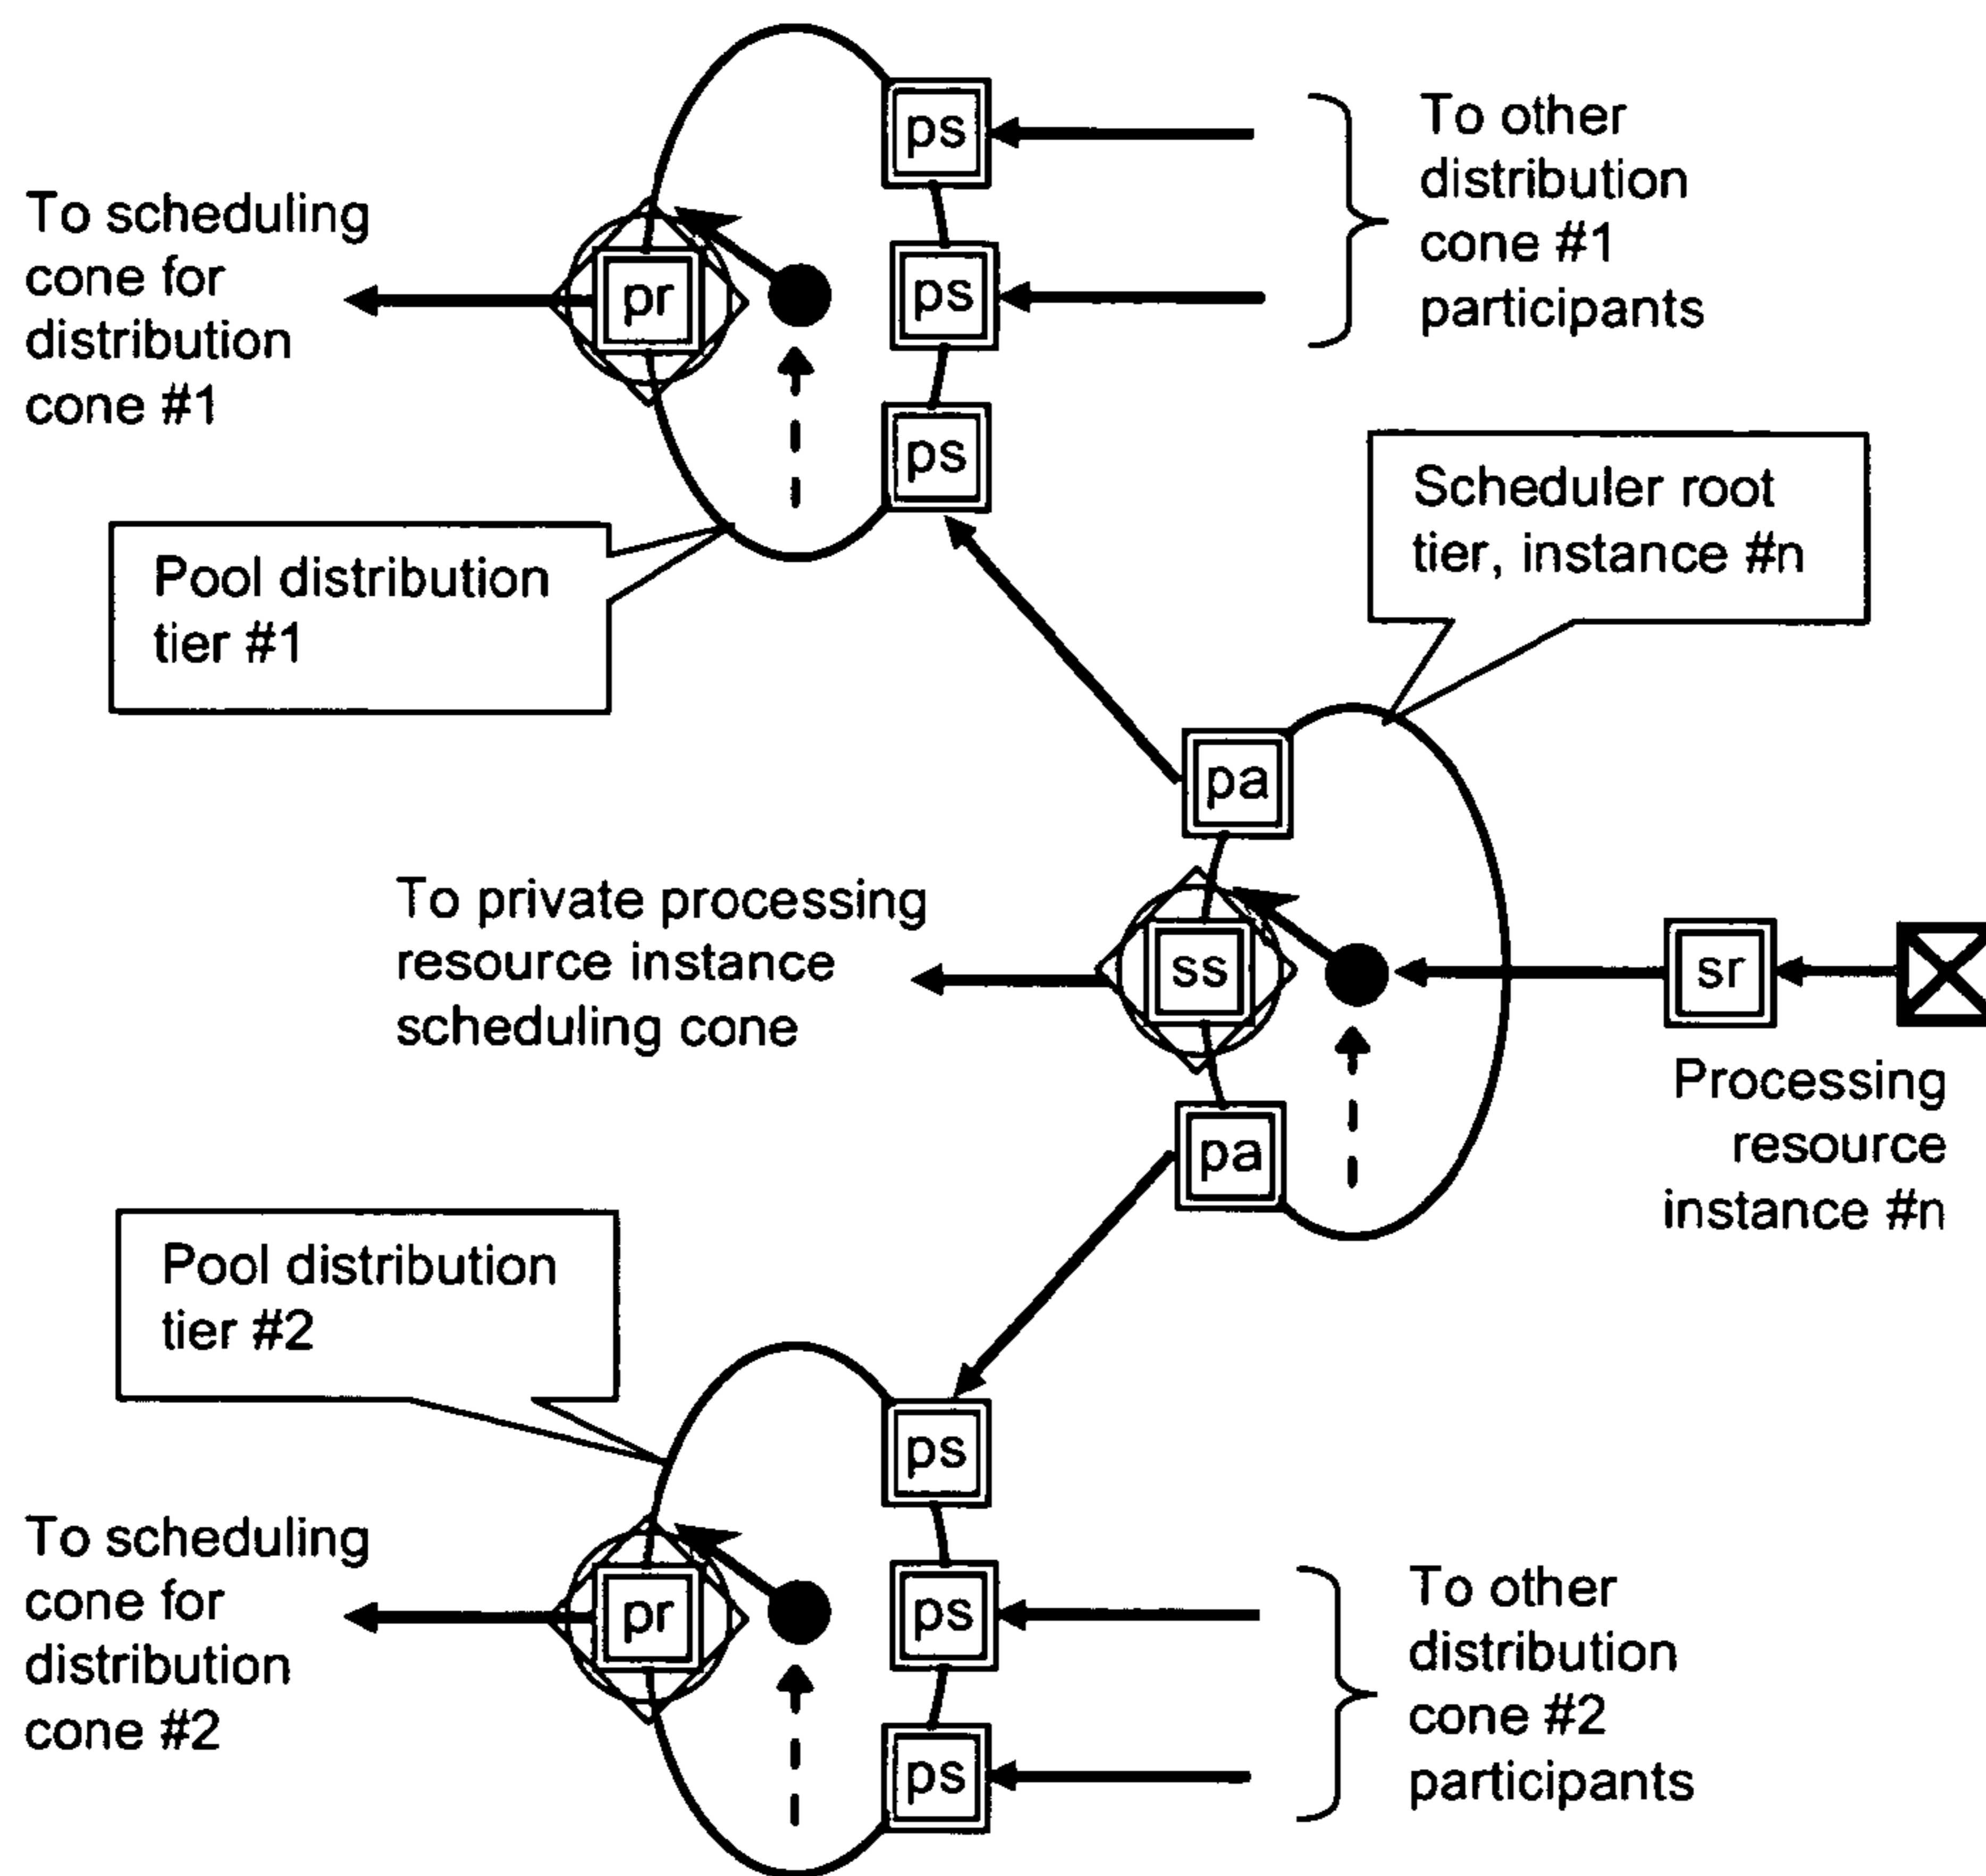 ps
To other
distribution
cone #1
participants
To scheduling
cone for
distribution
cone #1
pr
ps
ps
Scheduler root
tier, instance #n
Pool distribution
tier #1
pa
To private processing
resource instance
scheduling cone
ss
sr
Processing
resource
instance #n
pa
Pool distribution
tier #2
ps
To scheduling
cone for
distribution
cone #2
pr
ps
To other
distribution
cone #2
participants
ps